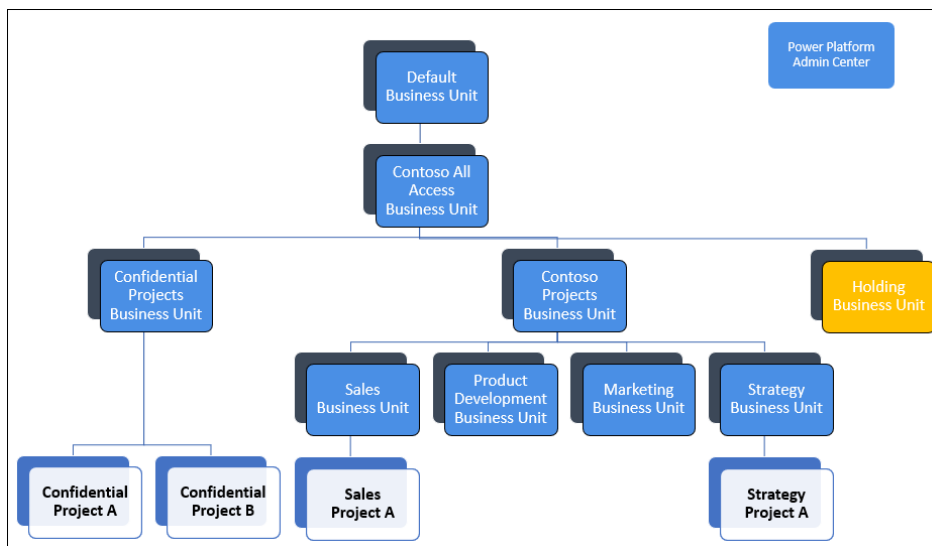 Power Platform
Admin Center
Default
Business Unit
Contoso All
Access
Business Unit
Confidential
Projects
Business Unit
Contoso
Projects
Business Unit
Holding
Business Unit
Sales
Business Unit
Product
Development
Business Unit
Marketing
Business Unit
Strategy
Business Unit
Confidential
Project A
Confidential
Project B
Sales
Project A
Strategy
Project A